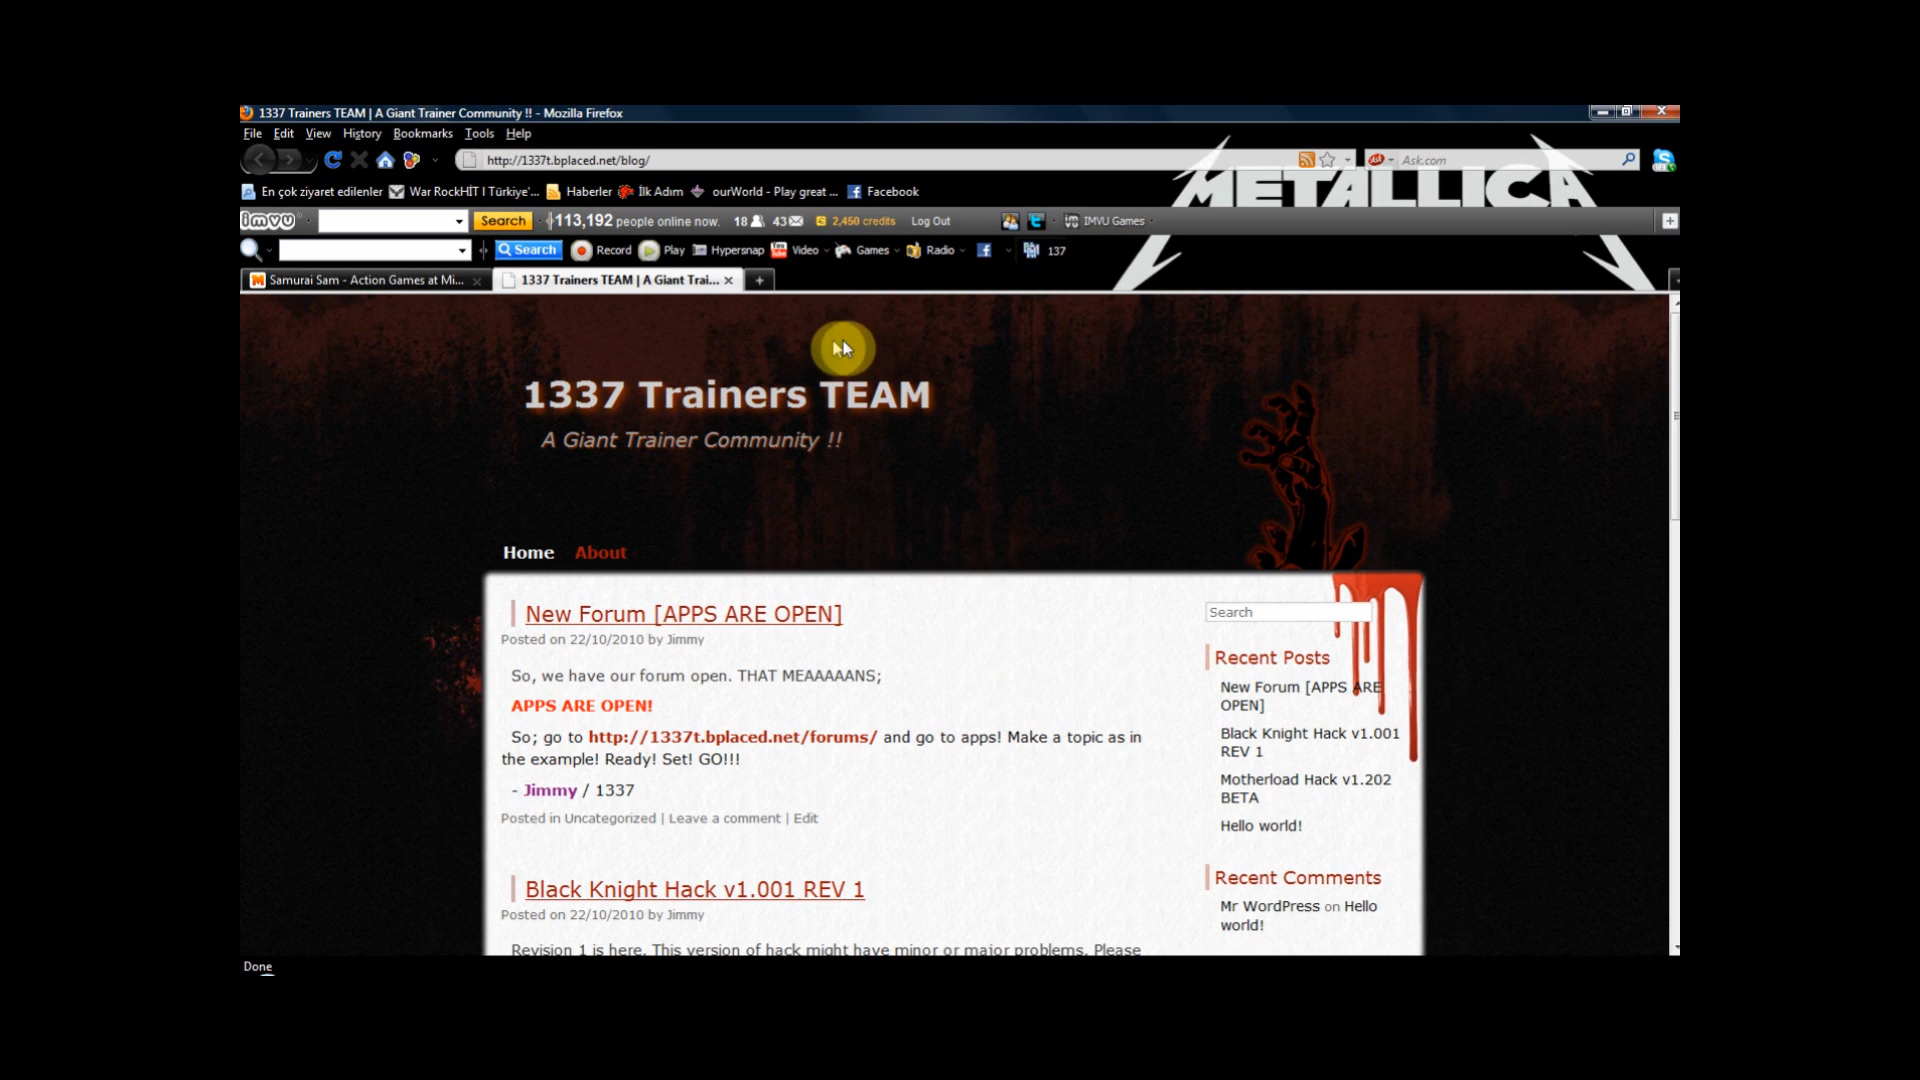 1337 Trainers TEAM | A Giant Trainer Community !! - Mozilla Firefox
File Edit View History Bookmarks Tools Help
http://1337t.bplaced.net/blog/
Ask.com
En çok ziyaret edilenler War RockHİT l Türkiye'... Haberler İlk Adım ourWorld - Play great ... Facebook
METALLICA
imvu Search 113,192 people online now. 18 43 2,450 credits Log Out IMVU Games
Search Record Play Hypersnap Video Games Radio 137
Samurai Sam - Action Games at Mi... 1337 Trainers TEAM | A Giant Trai...
1337 Trainers TEAM
A Giant Trainer Community !!
Home About
New Forum [APPS ARE OPEN]
Posted on 22/10/2010 by Jimmy
So, we have our forum open. THAT MEAAAAANS;
APPS ARE OPEN!
So; go to http://1337t.bplaced.net/forums/ and go to apps! Make a topic as in
the example! Ready! Set! GO!!!
- Jimmy / 1337
Posted in Uncategorized | Leave a comment | Edit
Black Knight Hack v1.001 REV 1
Posted on 22/10/2010 by Jimmy
Revision 1 is here. This version of hack might have minor or major problems. Please
Search
Recent Posts
New Forum [APPS ARE
OPEN]
Black Knight Hack v1.001
REV 1
Motherload Hack v1.202
BETA
Hello world!
Recent Comments
Mr WordPress on Hello
world!
Done